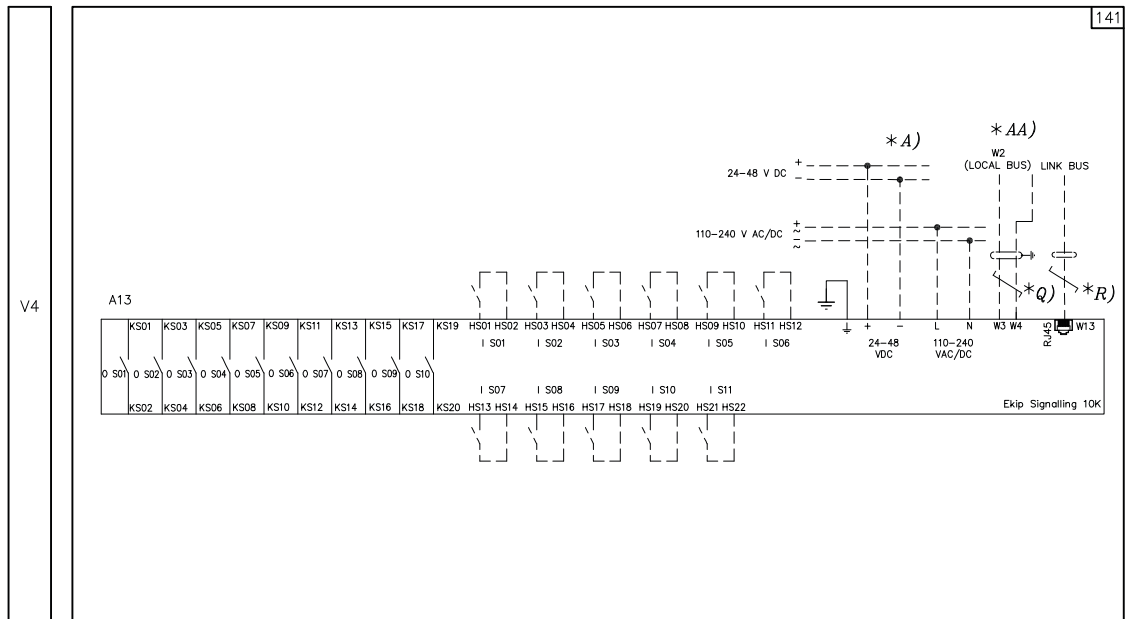 141
*A)
*AA)
W2
(LOCAL BUS) LINK BUS
24-48 V DC
+
-
110-240 V AC/DC
+
~
-
~
V4
A13
*Q)
*R)
KS01 KS03 KS05 KS07 KS09 KS11 KS13 KS15 KS17 KS19 HS01 HS02 HS03 HS04 HS05 HS06 HS07 HS08 HS09 HS10 HS11 HS12 + - L N W3 W4 RJ45 W13
I S01 I S02 I S03 I S04 I S05 I S06 24-48 110-240
VDC VAC/DC
O S01 O S02 O S03 O S04 O S05 O S06 O S07 O S08 O S09 O S10
I S07 I S08 I S09 I S10 I S11
KS02 KS04 KS06 KS08 KS10 KS12 KS14 KS16 KS18 KS20 HS13 HS14 HS15 HS16 HS17 HS18 HS19 HS20 HS21 HS22 Ekip Signalling 10K